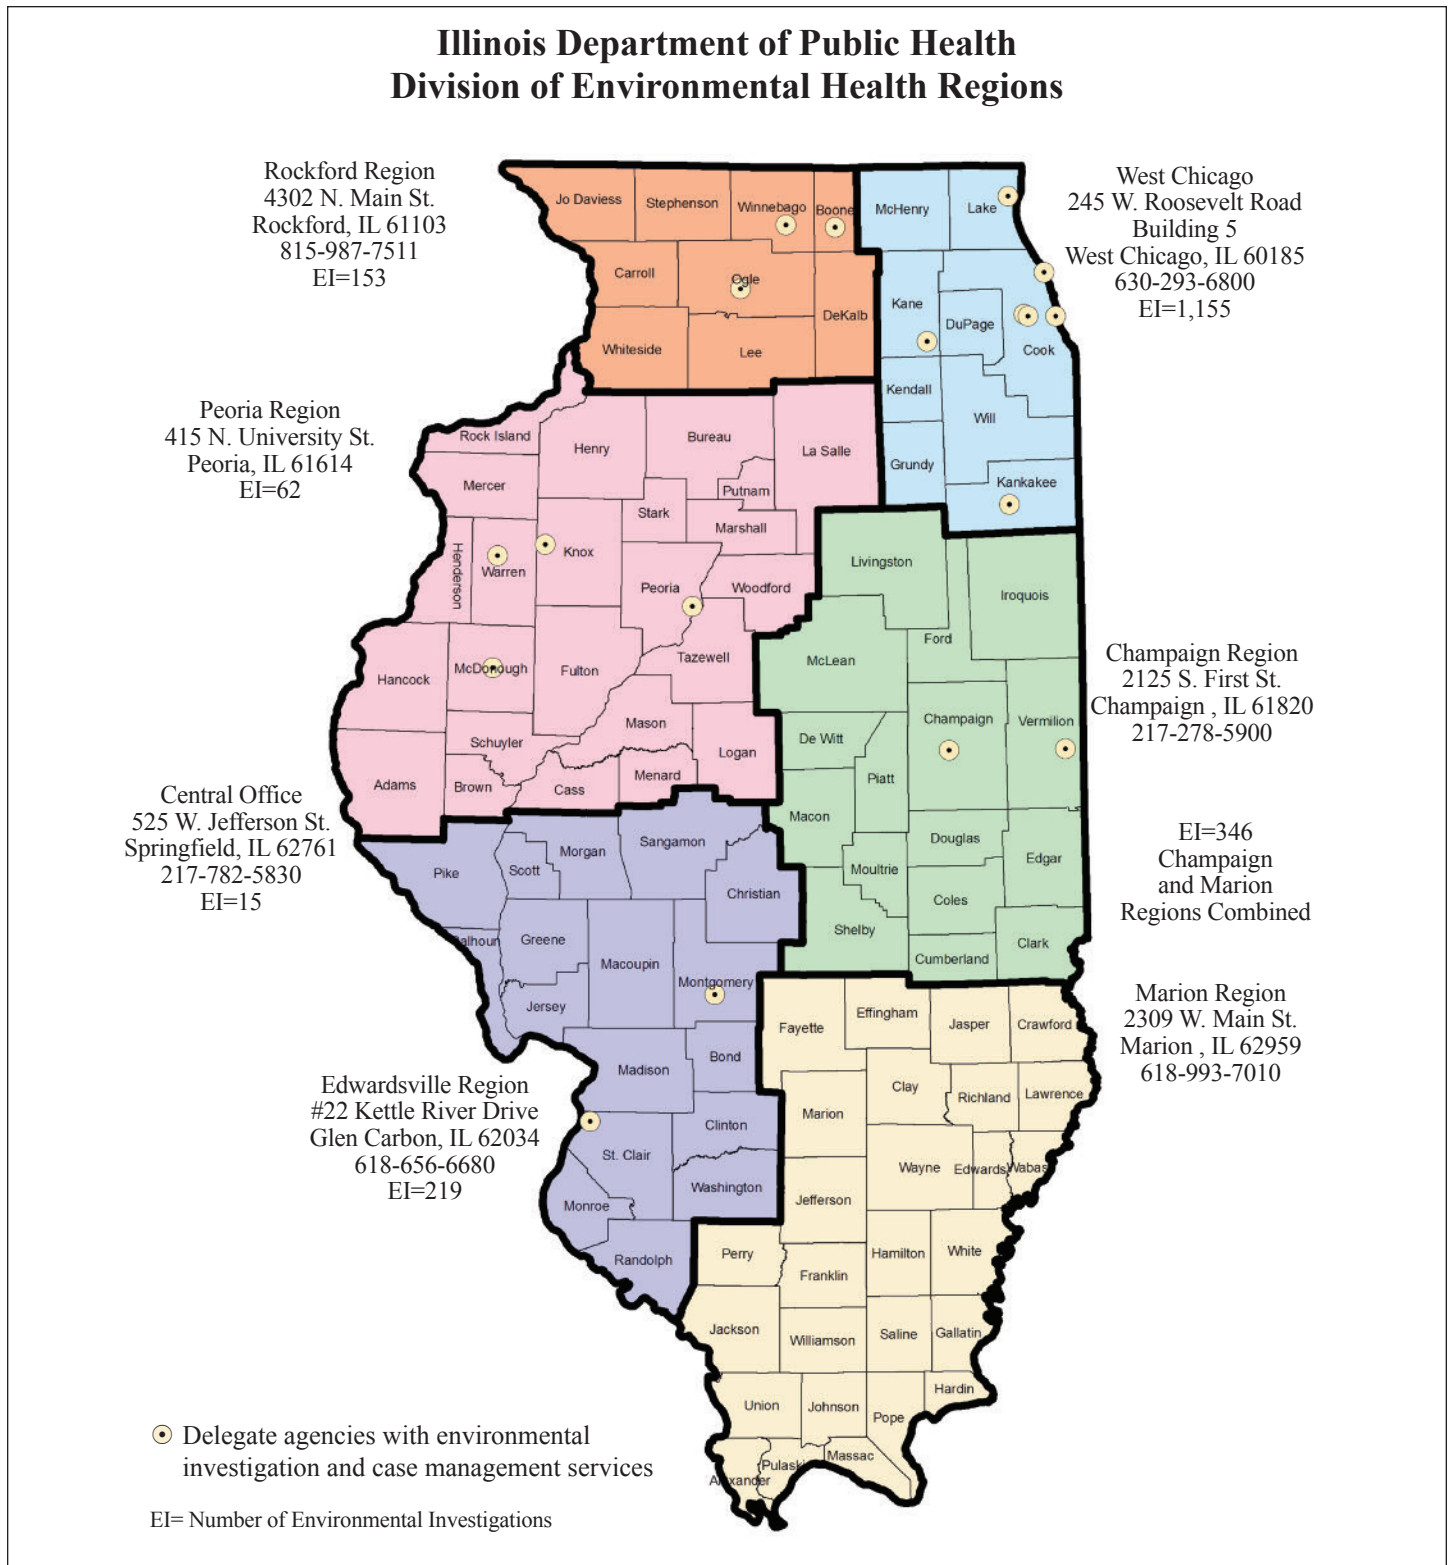 Illinois Department of Public Health
Division of Environmental Health Regions
Rockford Region
4302 N. Main St.
Rockford, IL 61103
815-987-7511
EI=153
West Chicago
245 W. Roosevelt Road
Building 5
West Chicago, IL 60185
630-293-6800
EI=1,155
Peoria Region
415 N. University St.
Peoria, IL 61614
EI=62
Champaign Region
2125 S. First St.
Champaign , IL 61820
217-278-5900
Central Office
525 W. Jefferson St.
Springfield, IL 62761
217-782-5830
EI=15
EI=346
Champaign
and Marion
Regions Combined
Marion Region
2309 W. Main St.
Marion , IL 62959
618-993-7010
Edwardsville Region
#22 Kettle River Drive
Glen Carbon, IL 62034
618-656-6680
EI=219
Jo Daviess
Stephenson
Winnebago
Boone
McHenry
Lake
Carroll
Ogle
DeKalb
Kane
DuPage
Cook
Whiteside
Lee
Kendall
Will
Grundy
Kankakee
Rock Island
Henry
Bureau
La Salle
Mercer
Putnam
Stark
Marshall
Henderson
Warren
Knox
Peoria
Woodford
Hancock
McDonough
Fulton
Tazewell
Mason
Schuyler
Logan
Adams
Brown
Cass
Menard
Livingston
Iroquois
Ford
McLean
Champaign
Vermilion
De Witt
Piatt
Macon
Douglas
Moultrie
Edgar
Coles
Shelby
Cumberland
Clark
Sangamon
Morgan
Scott
Pike
Christian
Calhoun
Greene
Macoupin
Montgomery
Jersey
Madison
Bond
Clinton
St. Clair
Washington
Monroe
Randolph
Fayette
Effingham
Jasper
Crawford
Clay
Richland
Lawrence
Marion
Wayne
Edwards
Wabas
Jefferson
Perry
Hamilton
White
Franklin
Jackson
Williamson
Saline
Gallatin
Union
Johnson
Pope
Hardin
Alexander
Pulaski
Massac
Delegate agencies with environmental
investigation and case management services
EI= Number of Environmental Investigations